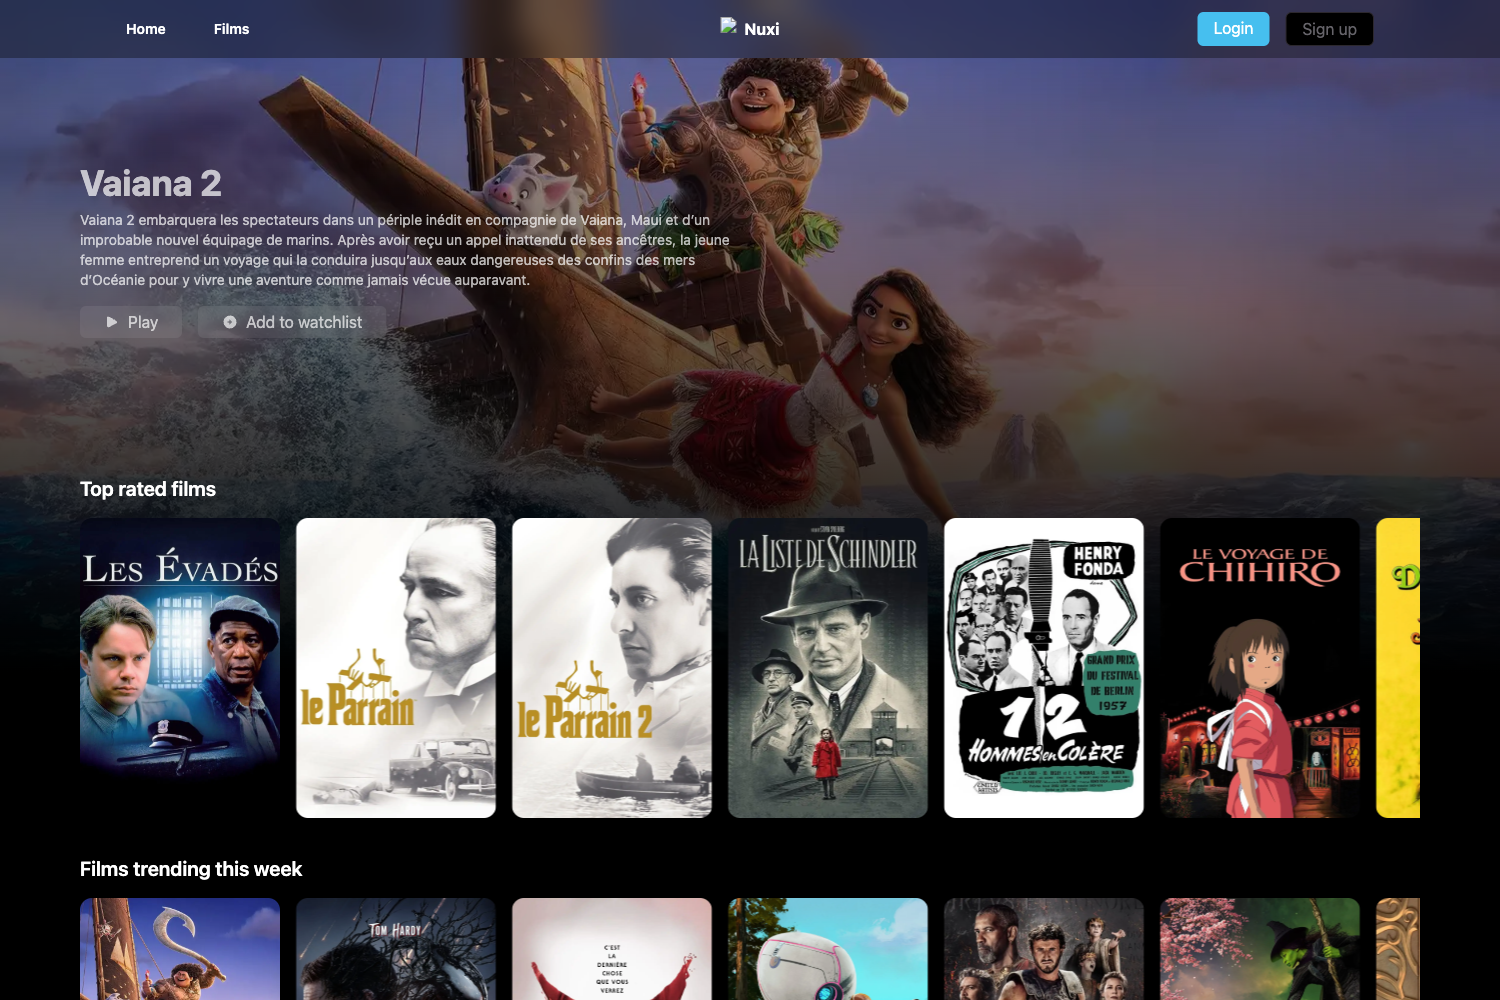 Home
Films
Nuxi
Login
Sign up
Vaiana 2
Vaiana 2 embarquera les spectateurs dans un périple inédit en compagnie de Vaiana, Maui et d’un
improbable nouvel équipage de marins. Après avoir reçu un appel inattendu de ses ancêtres, la jeune
femme entreprend un voyage qui la conduira jusqu’aux eaux dangereuses des confins des mers
d’Océanie pour y vivre une aventure comme jamais vécue auparavant.
Play
Add to watchlist
Top rated films
LES ÉVADÉS
le Parrain
le Parrain 2
LA LISTE DE SCHINDLER
HENRY
FONDA
GRAND PRIX
DU FESTIVAL
DE BERLIN
1957
12
HOMMES en COLÈRE
LE VOYAGE DE
CHIHIRO
Films trending this week
TOM HARDY
C'EST
LA
DERNIÈRE
CHOSE
QUE VOUS
VERREZ